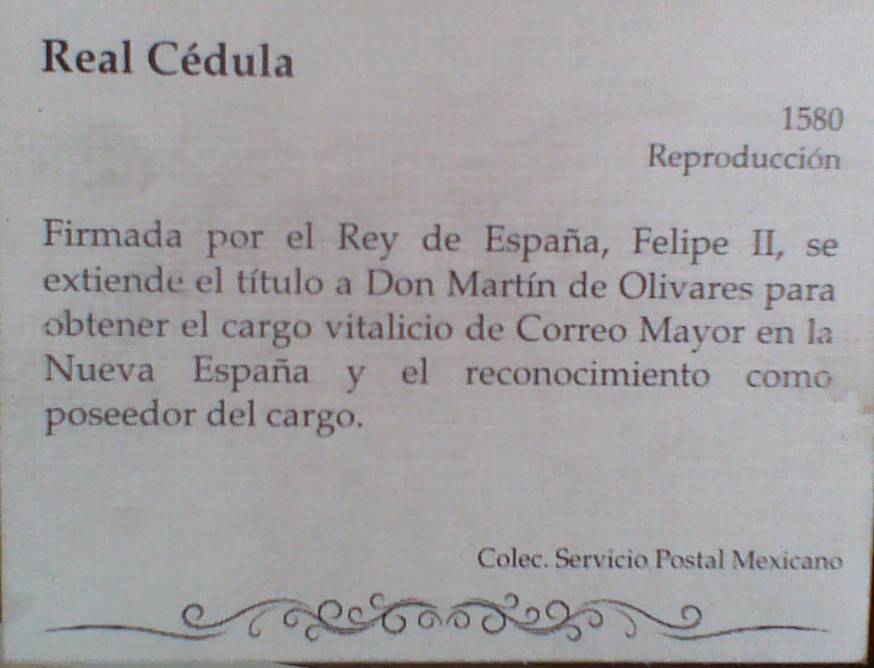 Real Cédula
1580
Reproducción
Firmada por el Rey de España, Felipe II, se
extiende el título a Don Martín de Olivares para
obtener el cargo vitalicio de Correo Mayor en la
Nueva España y el reconocimiento como
poseedor del cargo.
Colec. Servicio Postal Mexicano